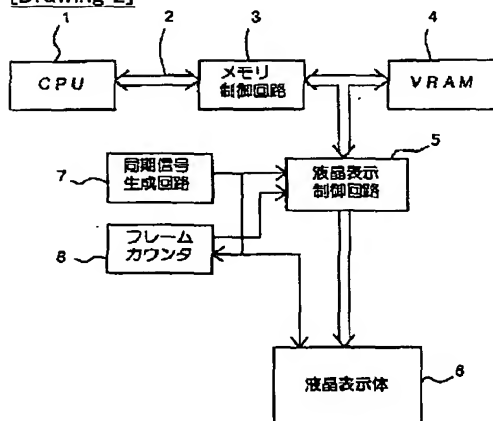 [Drawing 2]
1
2
3
4
CPU
メモリ
制御回路
VRAM
5
同期信号
生成回路
液晶表示
制御回路
7
フレーム
カウンタ
8
液晶表示体
6